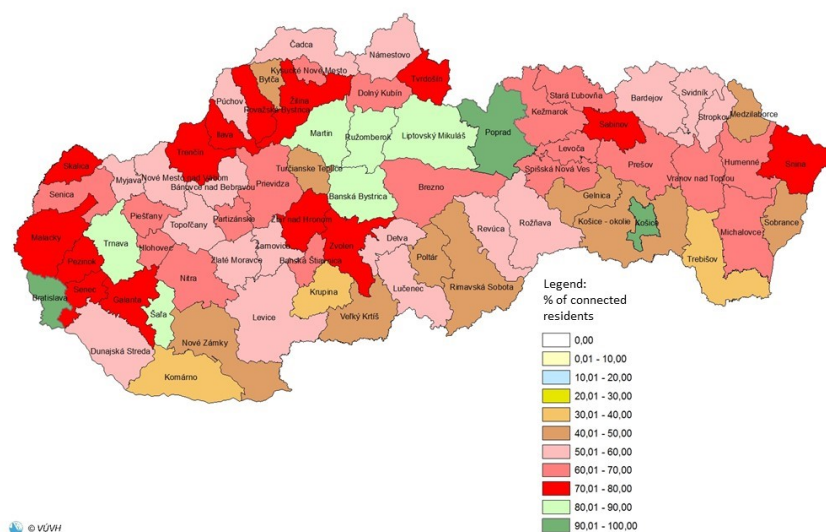 Čadca
Námestovo
Kysucké Nové Mesto
Bytča
Tvrdošín
Púchov
Žilina
Dolný Kubín
Považská Bystrica
Stará Ľubovňa
Kežmarok
Bardejov
Svidník
Stropkov
Medzilaborce
Ilava
Martin
Ružomberok
Liptovský Mikuláš
Poprad
Sabinov
Trenčín
Levoča
Prešov
Humenné
Snina
Skalica
Myjava
Nové Mesto nad Váhom
Bánovce nad Bebravou
Prievidza
Turčianske Teplice
Spišská Nová Ves
Vranov nad Topľou
Senica
Banská Bystrica
Brezno
Gelnica
Piešťany
Partizánske
Topoľčany
Žiar nad Hronom
Rožňava
Revúca
Košice - okolie
Košice
Michalovce
Sobrance
Malacky
Trnava
Hlohovec
Zlaté Moravce
Žarnovica
Zvolen
Detva
Banská Štiavnica
Poltár
Trebišov
Pezinok
Nitra
Rimavská Sobota
Bratislava
Senec
Galanta
Krupina
Lučenec
Šaľa
Levice
Veľký Krtíš
Nové Zámky
Dunajská Streda
Komárno
Legend:
% of connected
residents
0,00
0,01 - 10,00
10,01 - 20,00
20,01 - 30,00
30,01 - 40,00
40,01 - 50,00
50,01 - 60,00
60,01 - 70,00
70,01 - 80,00
80,01 - 90,00
90,01 - 100,00
© VÚVH